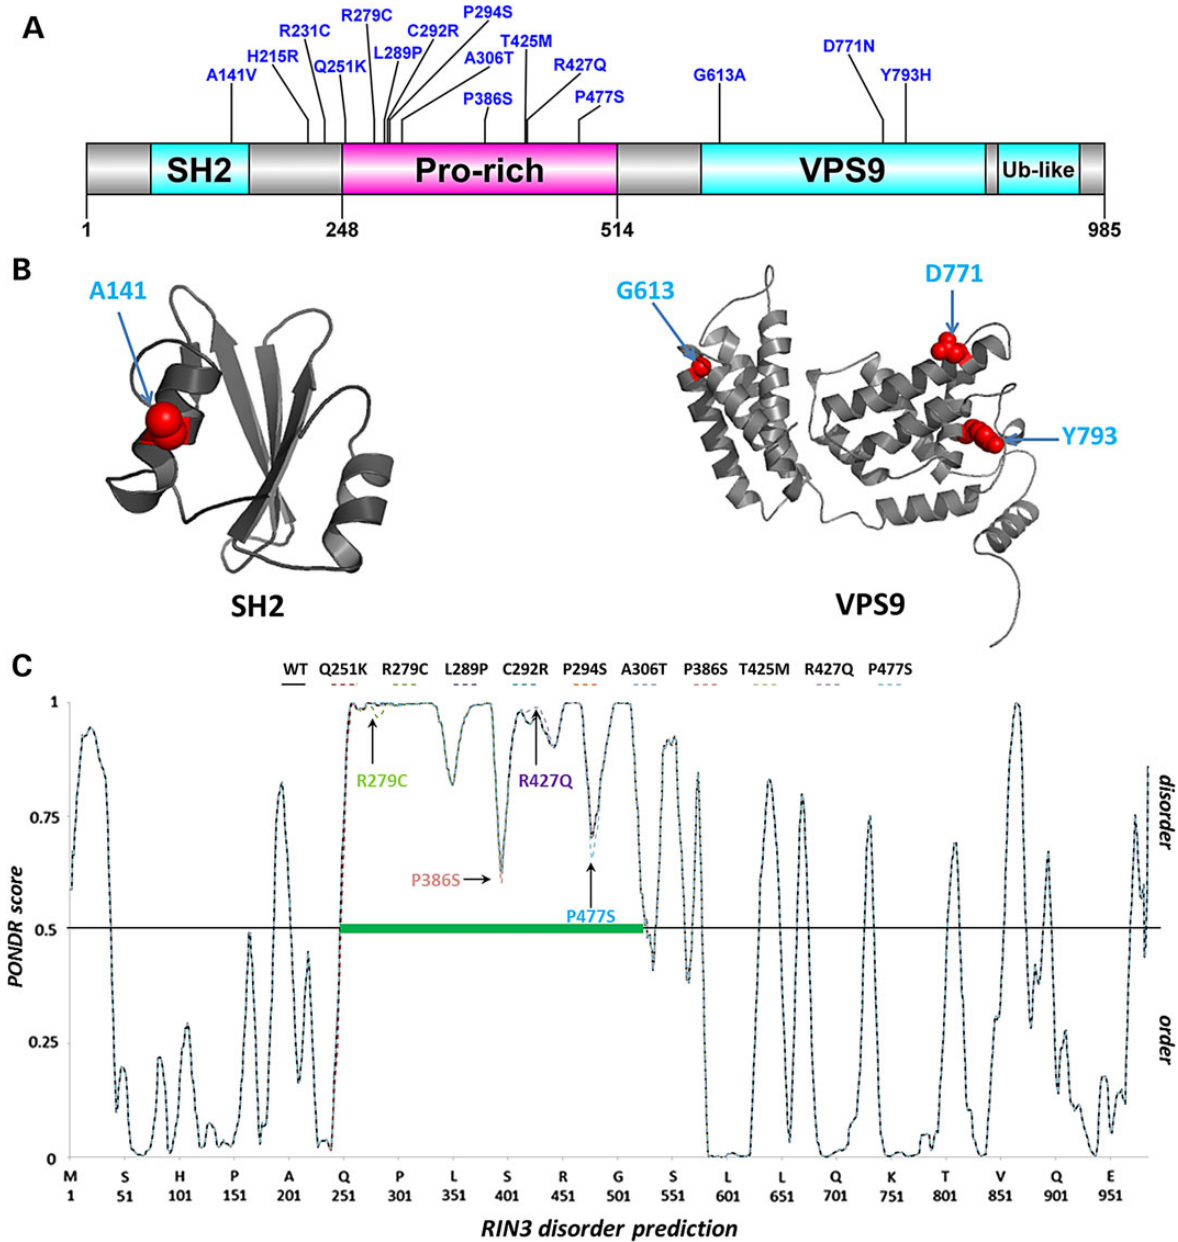 A
P294S
R279C
C292R
R231C
T425M
H215R
L289P
D771N
A306T
Q251K
R427Q
A141V
G613A
Y793H
P386S
P477S
SH2 Pro-rich VPS9 Ub-like
1 248 514 985
B
A141 G613 D771
Y793
SH2 VPS9
C
WT Q251K R279C L289P C292R P294S A306T P386S T425M R427Q P477S
1
R279C R427Q
disorder
0.75
P386S
P477S
0.5
PONDR score
0.25
order
0
M S H P A Q P L S R G S L L Q K T V Q E
1 51 101 151 201 251 301 351 401 451 501 551 601 651 701 751 801 851 901 951
RIN3 disorder prediction